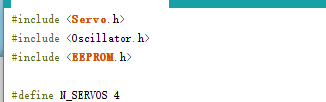 #include <Servo.h>
#include <Oscillator.h>
#include <EEPROM.h>
#define N_SERVOS 4